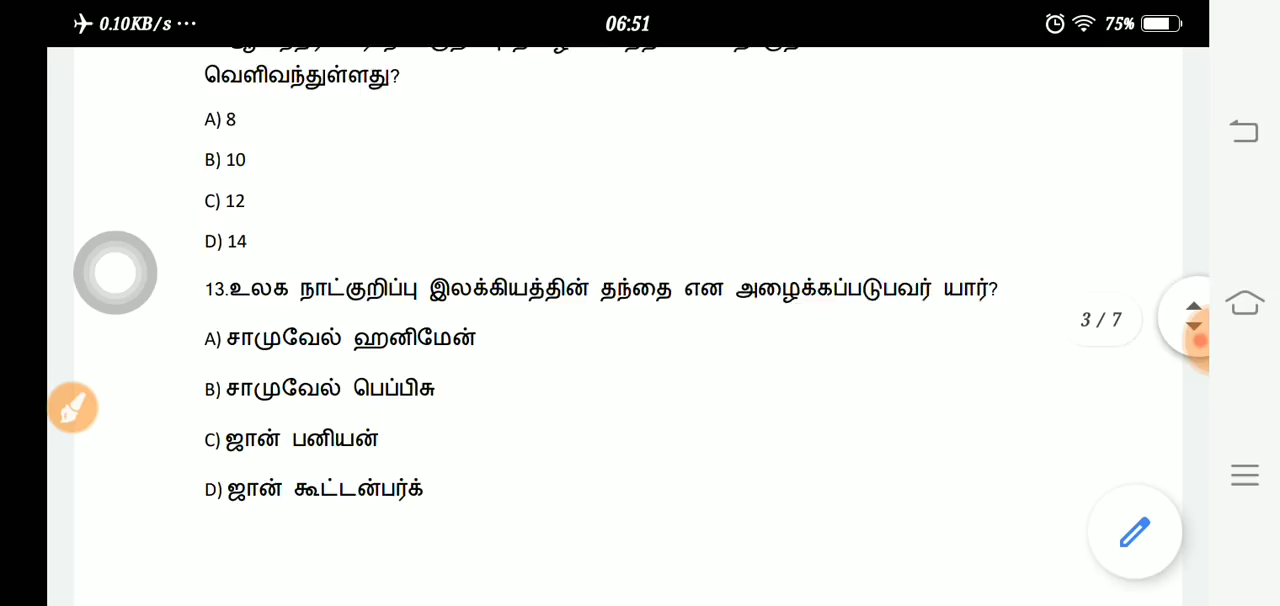 0.10KB/s ...
06:51
75%
வெளிவந்துள்ளது?
A) 8
B) 10
C) 12
D) 14
13.உலக நாட்குறிப்பு இலக்கியத்தின் தந்தை என அழைக்கப்படுபவர் யார்?
3 / 7
A) சாமுவேல் ஹனிமேன்
B) சாமுவேல் பெப்பிசு
C) ஜான் பனியன்
D) ஜான் கூட்டன்பர்க்